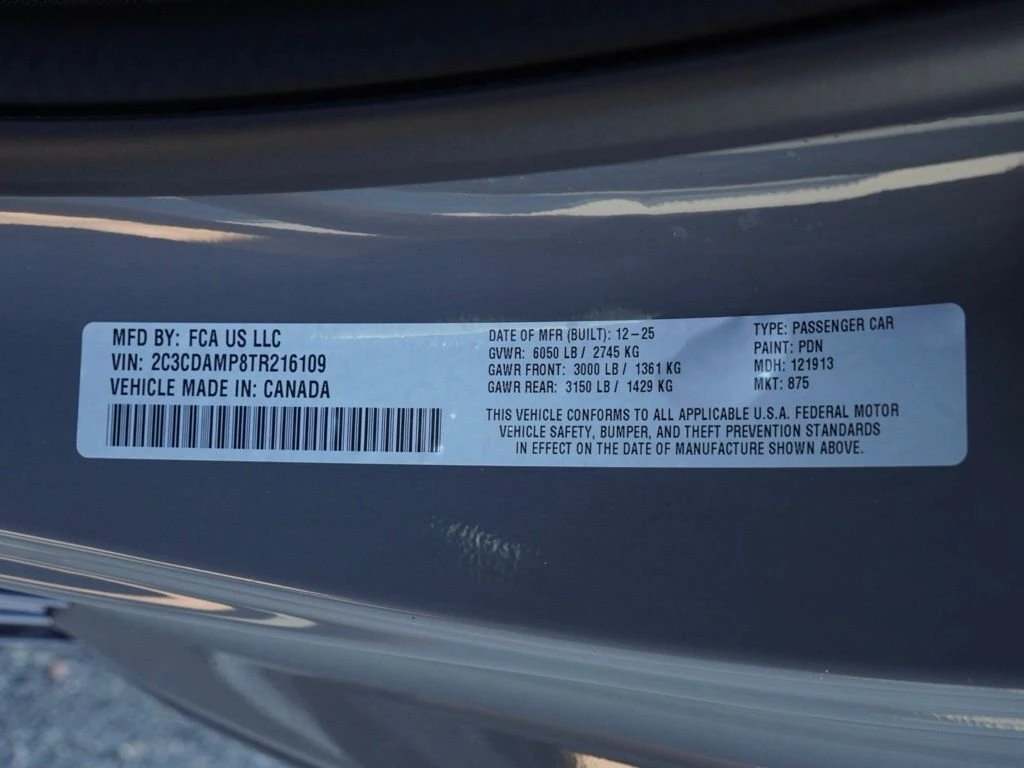 MFD BY: FCA US LLC
VIN: 2C3CDAMP8TR216109
VEHICLE MADE IN: CANADA
DATE OF MFR (BUILT): 12-25
GVWR: 6050 LB / 2745 KG
GAWR FRONT: 3000 LB / 1361 KG
GAWR REAR: 3150 LB / 1429 KG
TYPE: PASSENGER CAR
PAINT: PDN
MDH: 121913
MKT: 875
THIS VEHICLE CONFORMS TO ALL APPLICABLE U.S.A. FEDERAL MOTOR
VEHICLE SAFETY, BUMPER, AND THEFT PREVENTION STANDARDS
IN EFFECT ON THE DATE OF MANUFACTURE SHOWN ABOVE.